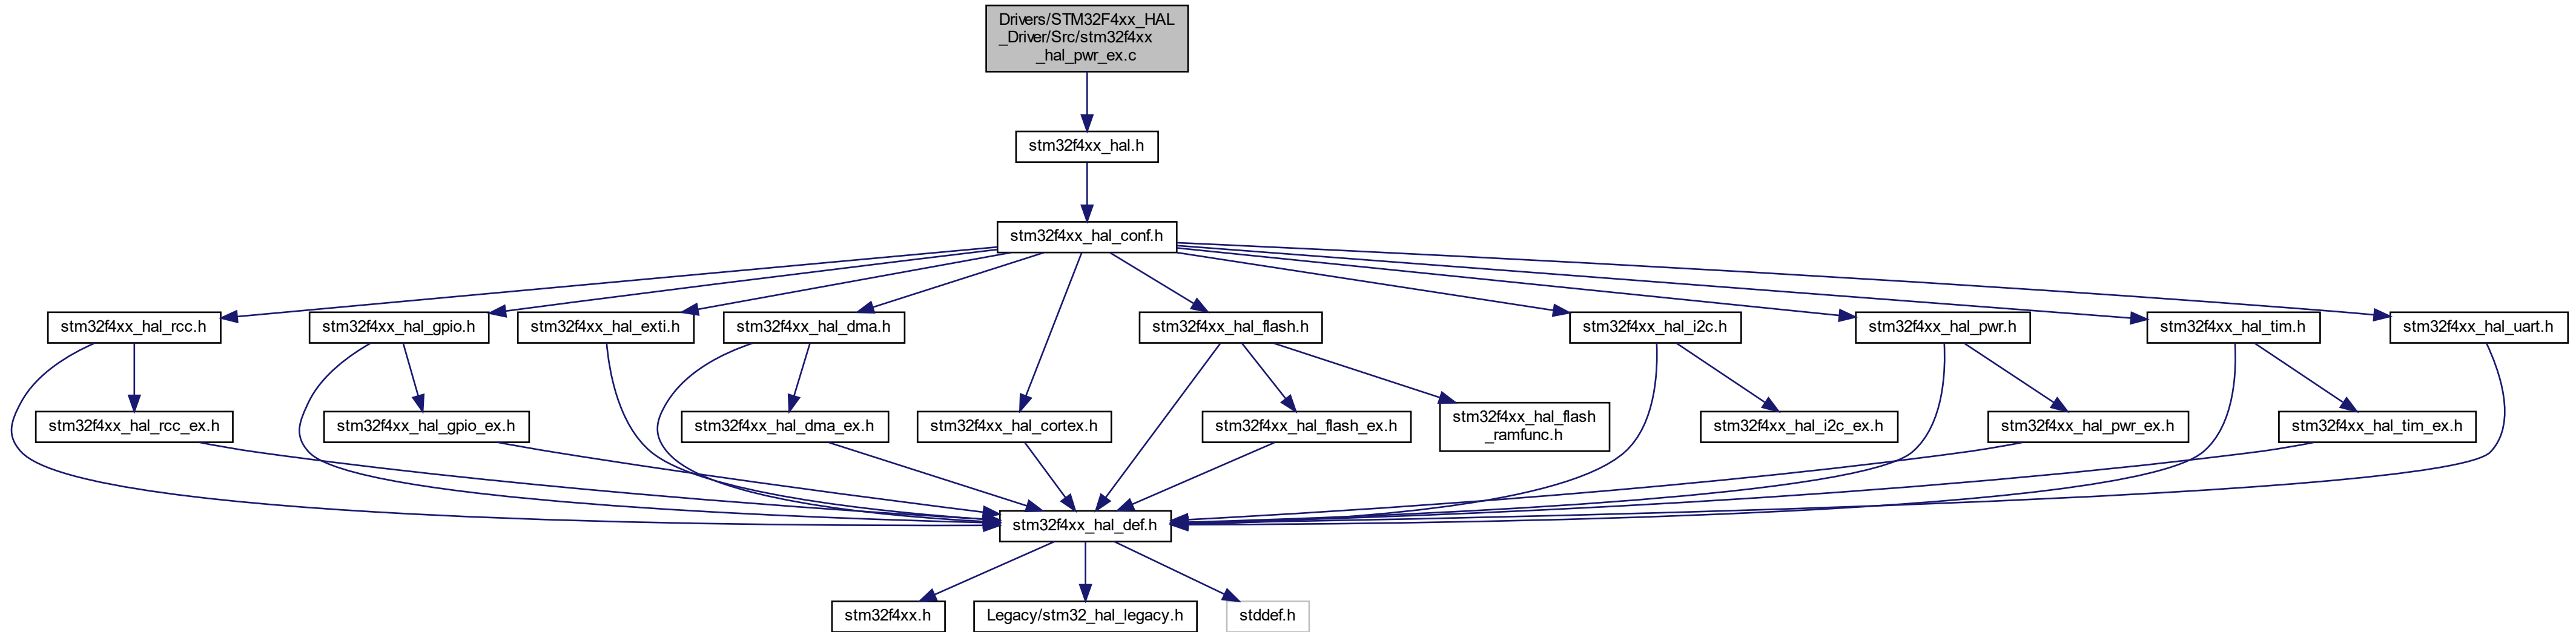 Drivers/STM32F4xx_HAL
_Driver/Src/stm32f4xx
_hal_pwr_ex.c
stm32f4xx_hal.h
stm32f4xx_hal_conf.h
stm32f4xx_hal_rcc.h
stm32f4xx_hal_gpio.h
stm32f4xx_hal_exti.h
stm32f4xx_hal_dma.h
stm32f4xx_hal_flash.h
stm32f4xx_hal_i2c.h
stm32f4xx_hal_pwr.h
stm32f4xx_hal_tim.h
stm32f4xx_hal_uart.h
stm32f4xx_hal_rcc_ex.h
stm32f4xx_hal_gpio_ex.h
stm32f4xx_hal_dma_ex.h
stm32f4xx_hal_cortex.h
stm32f4xx_hal_flash_ex.h
stm32f4xx_hal_flash
_ramfunc.h
stm32f4xx_hal_i2c_ex.h
stm32f4xx_hal_pwr_ex.h
stm32f4xx_hal_tim_ex.h
stm32f4xx_hal_def.h
stm32f4xx.h
Legacy/stm32_hal_legacy.h
stddef.h